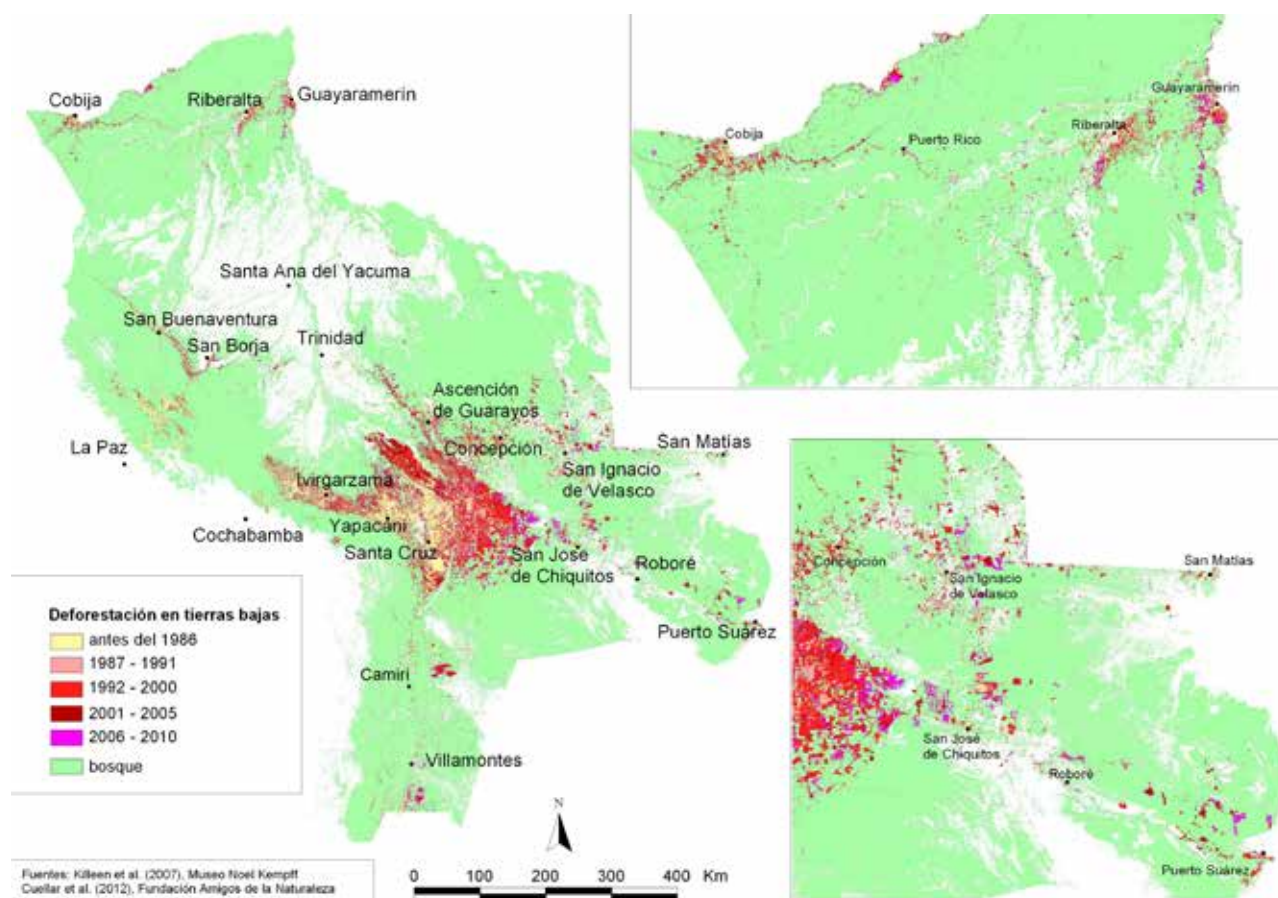 Cobija
Riberalta
Guayaramerin
Santa Ana del Yacuma
San Buenaventura
San Borja
Trinidad
Ascención
de Guarayos
La Paz
Concepción
San Matías
San Ignacio
de Velasco
Ivirgarzama
Cochabamba
Yapacaní
Santa Cruz
San José
de Chiquitos
Roboré
Puerto Suárez
Camiri
Villamontes
Deforestación en tierras bajas
antes del 1986
1987 - 1991
1992 - 2000
2001 - 2005
2006 - 2010
bosque
N
0 100 200 300 400 Km
Fuentes: Killeen et al. (2007), Museo Noel Kempff
Cuellar et al. (2012), Fundación Amigos de la Naturaleza
Cobija
Puerto Rico
Riberalta
Guayaramerin
Concepción
San Ignacio
de Velasco
San Matías
San José
de Chiquitos
Roboré
Puerto Suárez